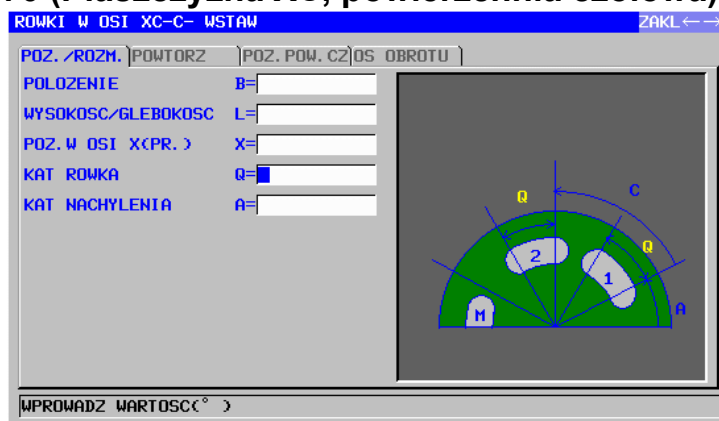 ROWKI W OSI XC-C- WSTAW ZAKL←→
POZ./ROZM. POWTORZ POZ.POW.CZ OS OBROTU
POLOZENIE B=
WYSOKOSC/GLEBOKOSC L=
POZ.W OSI X(PR.) X=
KAT ROWKA Q=
KAT NACHYLENIA A=
Q C
2 Q
1
M A
WPROWADZ WARTOSC(° )